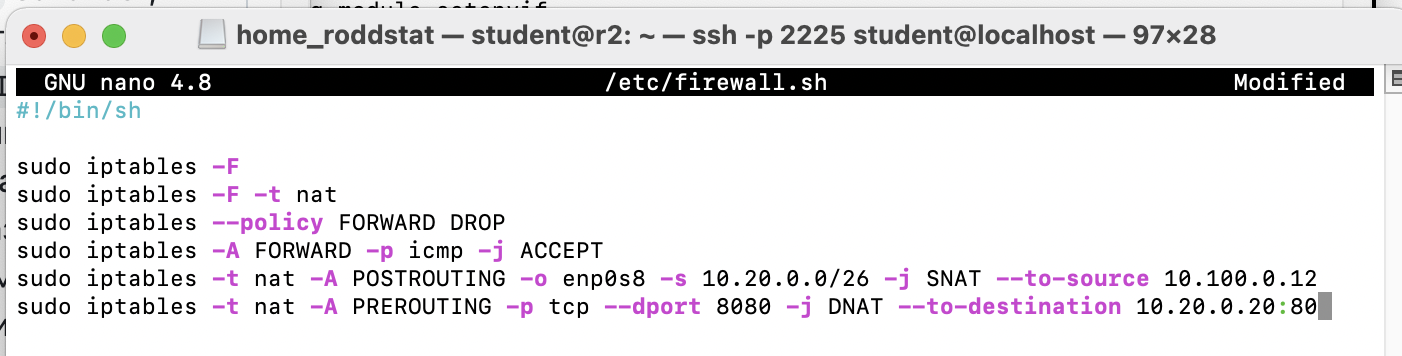 g module setenvif
home_roddstat — student@r2: ~ — ssh -p 2225 student@localhost — 97×28
GNU nano 4.8 /etc/firewall.sh Modified
#!/bin/sh
sudo iptables -F
sudo iptables -F -t nat
sudo iptables --policy FORWARD DROP
sudo iptables -A FORWARD -p icmp -j ACCEPT
sudo iptables -t nat -A POSTROUTING -o enp0s8 -s 10.20.0.0/26 -j SNAT --to-source 10.100.0.12
sudo iptables -t nat -A PREROUTING -p tcp --dport 8080 -j DNAT --to-destination 10.20.0.20:80